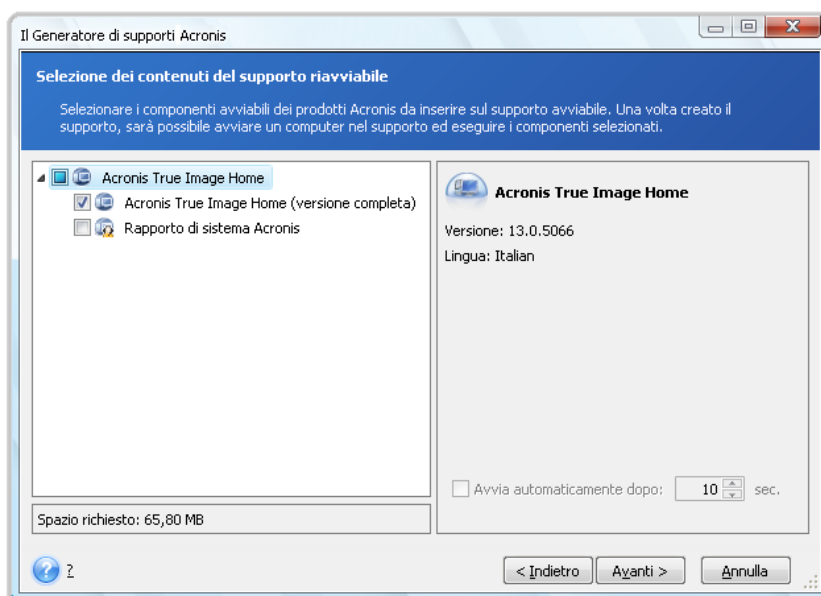 Il Generatore di supporti Acronis
Selezione dei contenuti del supporto riavviabile
Selezionare i componenti avviabili dei prodotti Acronis da inserire sul supporto avviabile. Una volta creato il
supporto, sarà possibile avviare un computer nel supporto ed eseguire i componenti selezionati.
Acronis True Image Home
Acronis True Image Home (versione completa)
Rapporto di sistema Acronis
Spazio richiesto: 65,80 MB
Acronis True Image Home
Versione: 13.0.5066
Lingua: Italian
Avvia automaticamente dopo: 10 sec.
?
< Indietro
Avanti >
Annulla